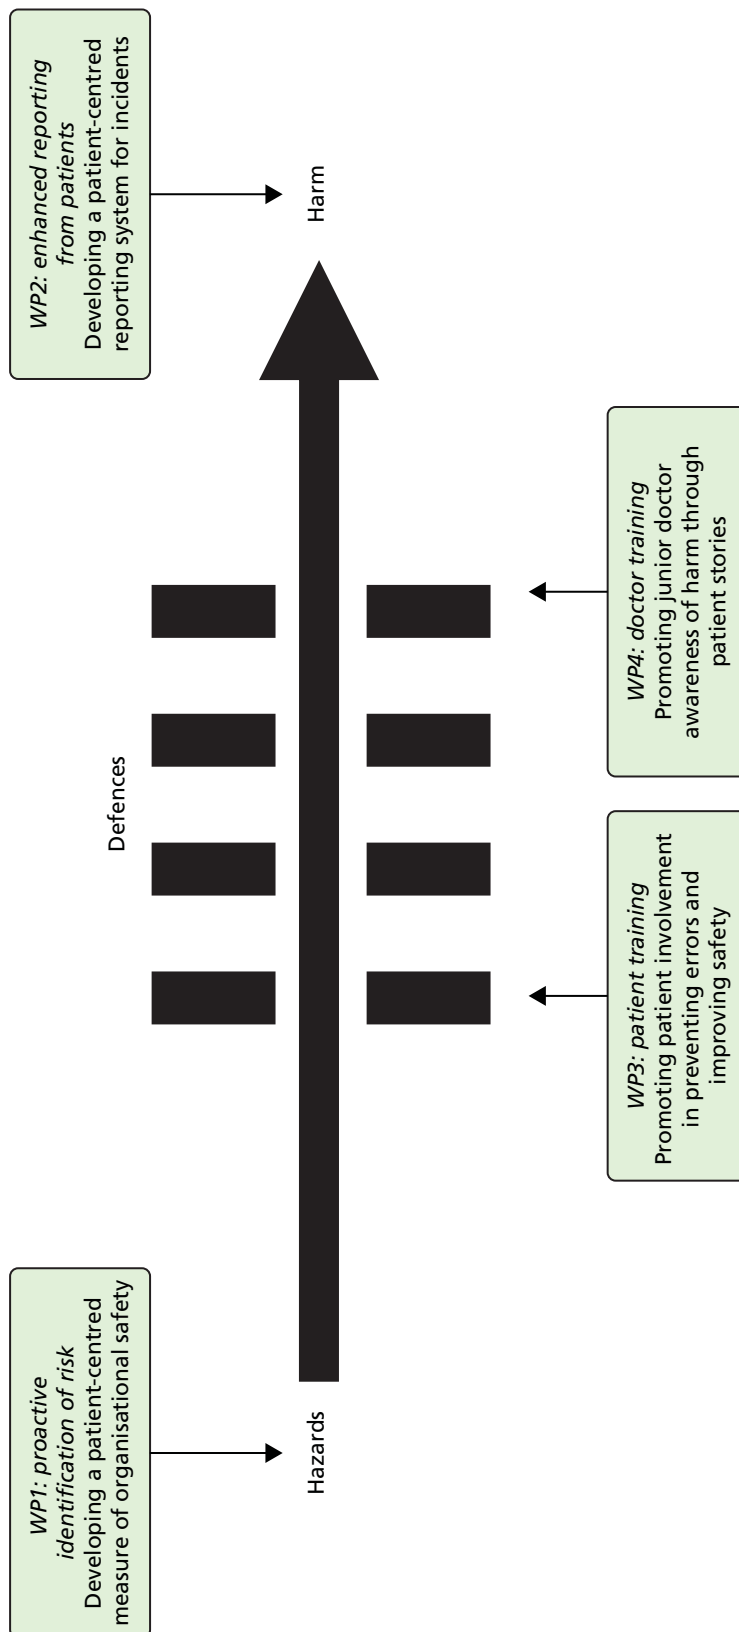 WP1: proactive
identification of risk
Developing a patient-centred
measure of organisational safety
WP2: enhanced reporting
from patients
Developing a patient-centred
reporting system for incidents
Defences
Hazards
Harm
WP3: patient training
Promoting patient involvement
in preventing errors and
improving safety
WP4: doctor training
Promoting junior doctor
awareness of harm through
patient stories